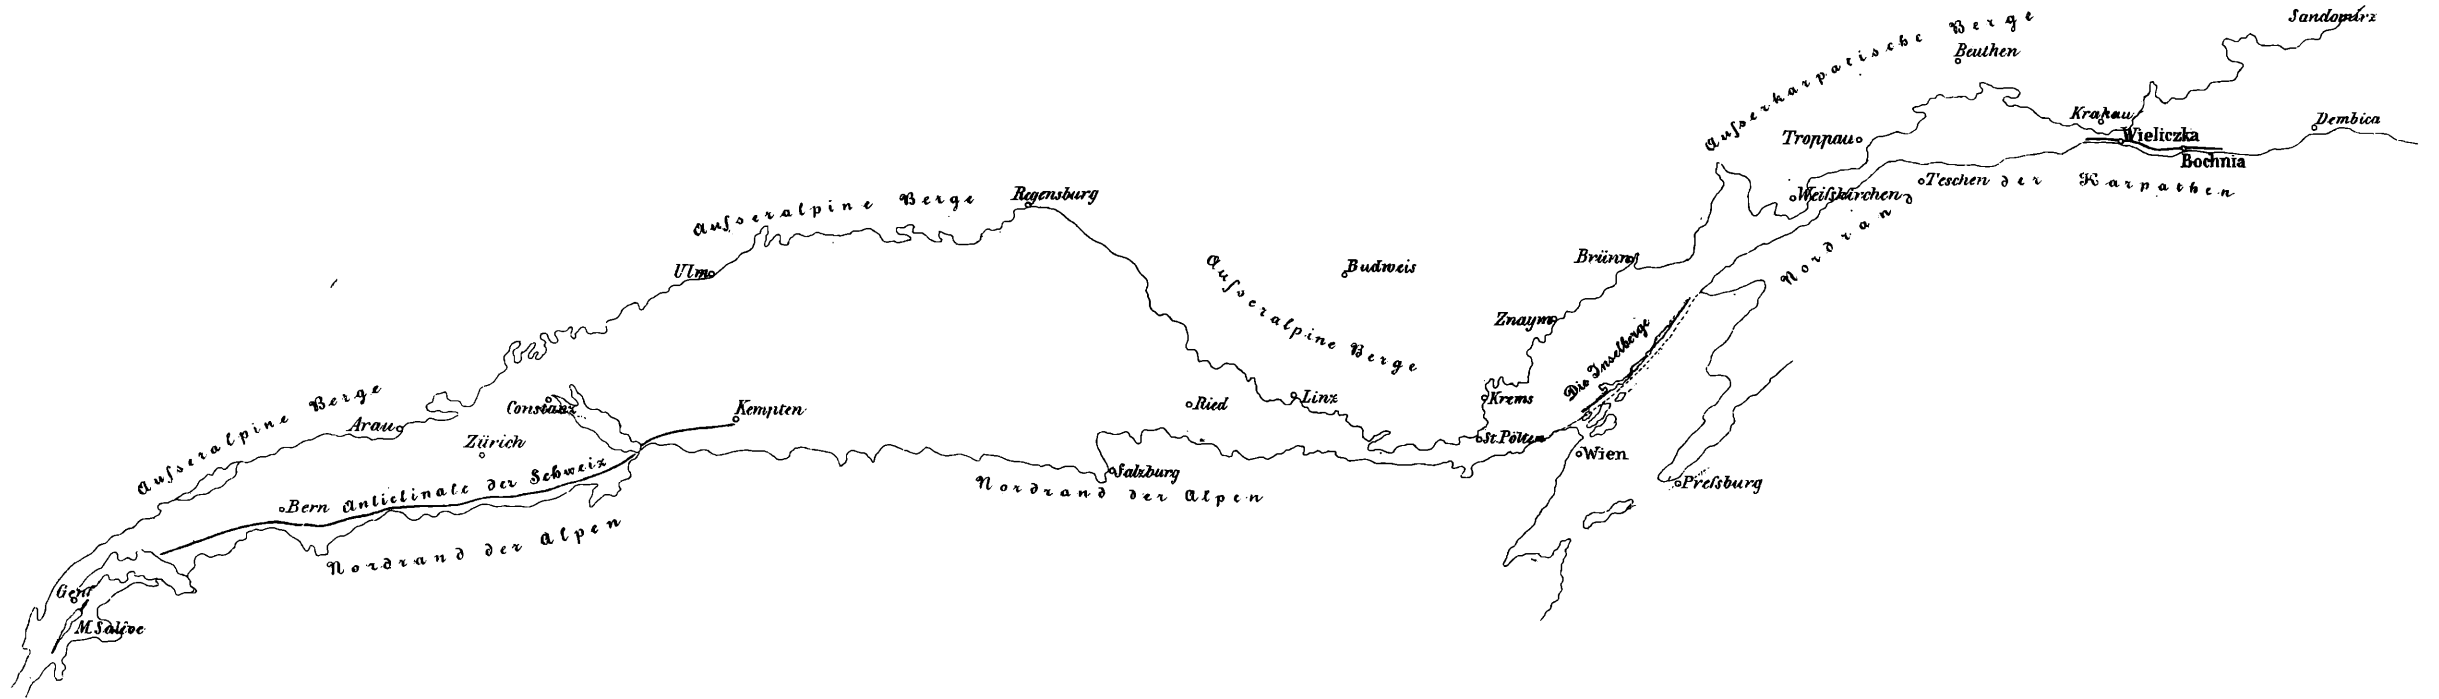 Sandomirz
Ausserkarpatische Berge
Beuthen
Krakau
Dembica
Troppau
Wieliczka
Bochnia
Teschen
Weiſskirchen
Nordrand der Karpathen
Ausseralpine Berge
Regensburg
Ulm
Auſseralpine Berge
Budweis
Brünn
Znaym
Die Inselberge
Krems
St. Pölten
Wien
Preſsburg
Ried
Linz
Salzburg
Nordrand der Alpen
Kempten
Constanz
Auſseralpine Berge
Arau
Zürich
Bern
Anticlinale der Schweiz
Nordrand der Alpen
Genf
M. Salève